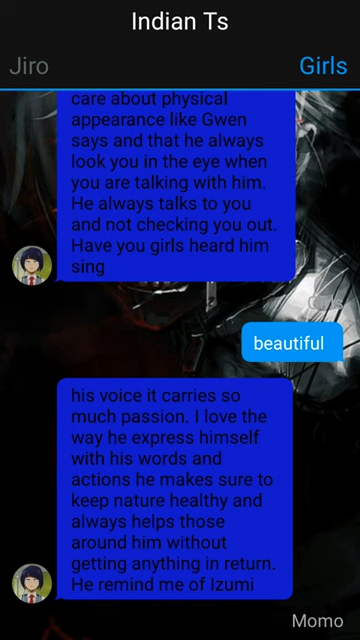 Indian Ts
Jiro
Girls
care about physical
appearance like Gwen
says and that he always
look you in the eye when
you are talking with him.
He always talks to you
and not checking you out.
Have you girls heard him
sing
Girls
beautiful
his voice it carries so
much passion. I love the
way he express himself
with his words and
actions he makes sure to
keep nature healthy and
always helps those
around him without
getting anything in return.
He remind me of Izumi
Momo